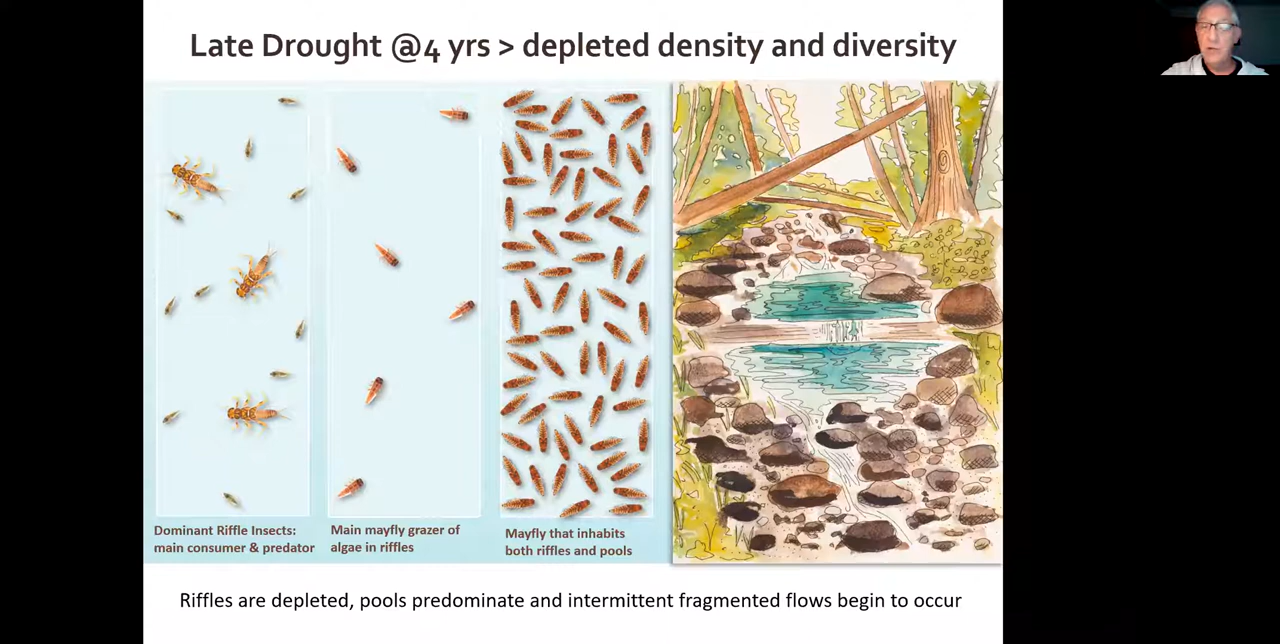 Late Drought @4 yrs > depleted density and diversity
Dominant Riffle Insects:
main consumer & predator
Main mayfly grazer of
algae in riffles
Mayfly that inhabits
both riffles and pools
Riffles are depleted, pools predominate and intermittent fragmented flows begin to occur